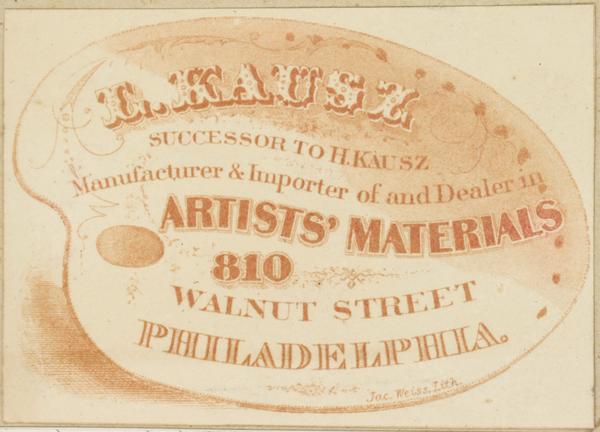 L. KAUSZ
SUCCESSOR TO H. KAUSZ
Manufacturer & Importer of and Dealer in
ARTISTS' MATERIALS
810
WALNUT STREET
PHILADELPHIA.
Jac. Weiss, Lith.